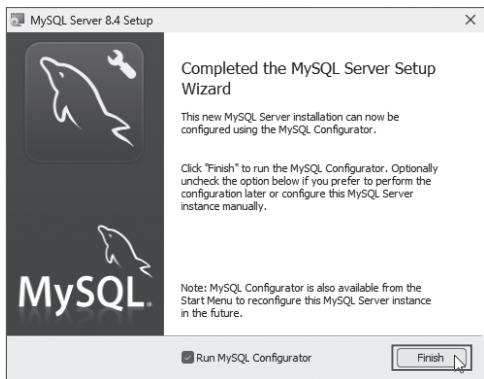 MySQL Server 8.4 Setup
Completed the MySQL Server Setup
Wizard
This new MySQL Server installation can now be
configured using the MySQL Configurator.
Click "Finish" to run the MySQL Configurator. Optionally
uncheck the option below if you prefer to perform the
configuration later or configure this MySQL Server
instance manually.
MySQL.
Note: MySQL Configurator is also available from the
Start Menu to reconfigure this MySQL Server instance
in the future.
Run MySQL Configurator
Finish